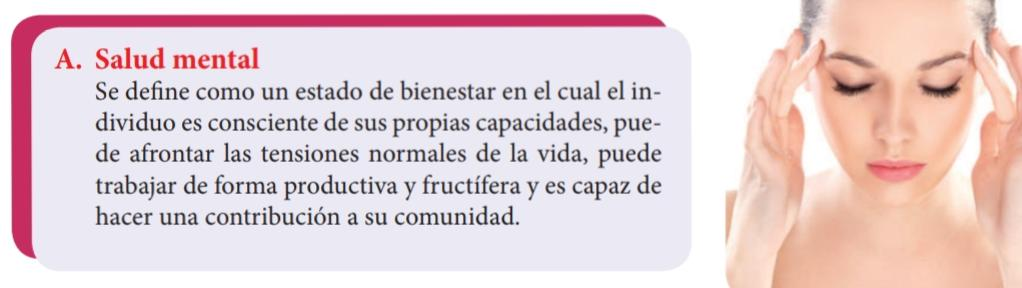 A. Salud mental
Se define como un estado de bienestar en el cual el in-
dividuo es consciente de sus propias capacidades, pue-
de afrontar las tensiones normales de la vida, puede
trabajar de forma productiva y fructífera y es capaz de
hacer una contribución a su comunidad.